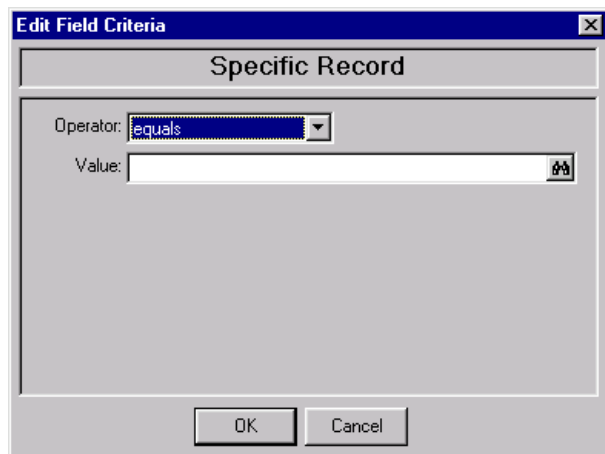 Edit Field Criteria
Specific Record
Operator: equals
Value:
OK Cancel